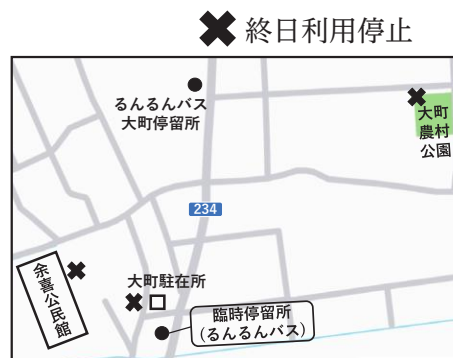 終日利用停止
るんるんバス
大町停留所
大町
農村
公園
234
余喜公民館
大町駐在所
臨時停留所
(るんるんバス)